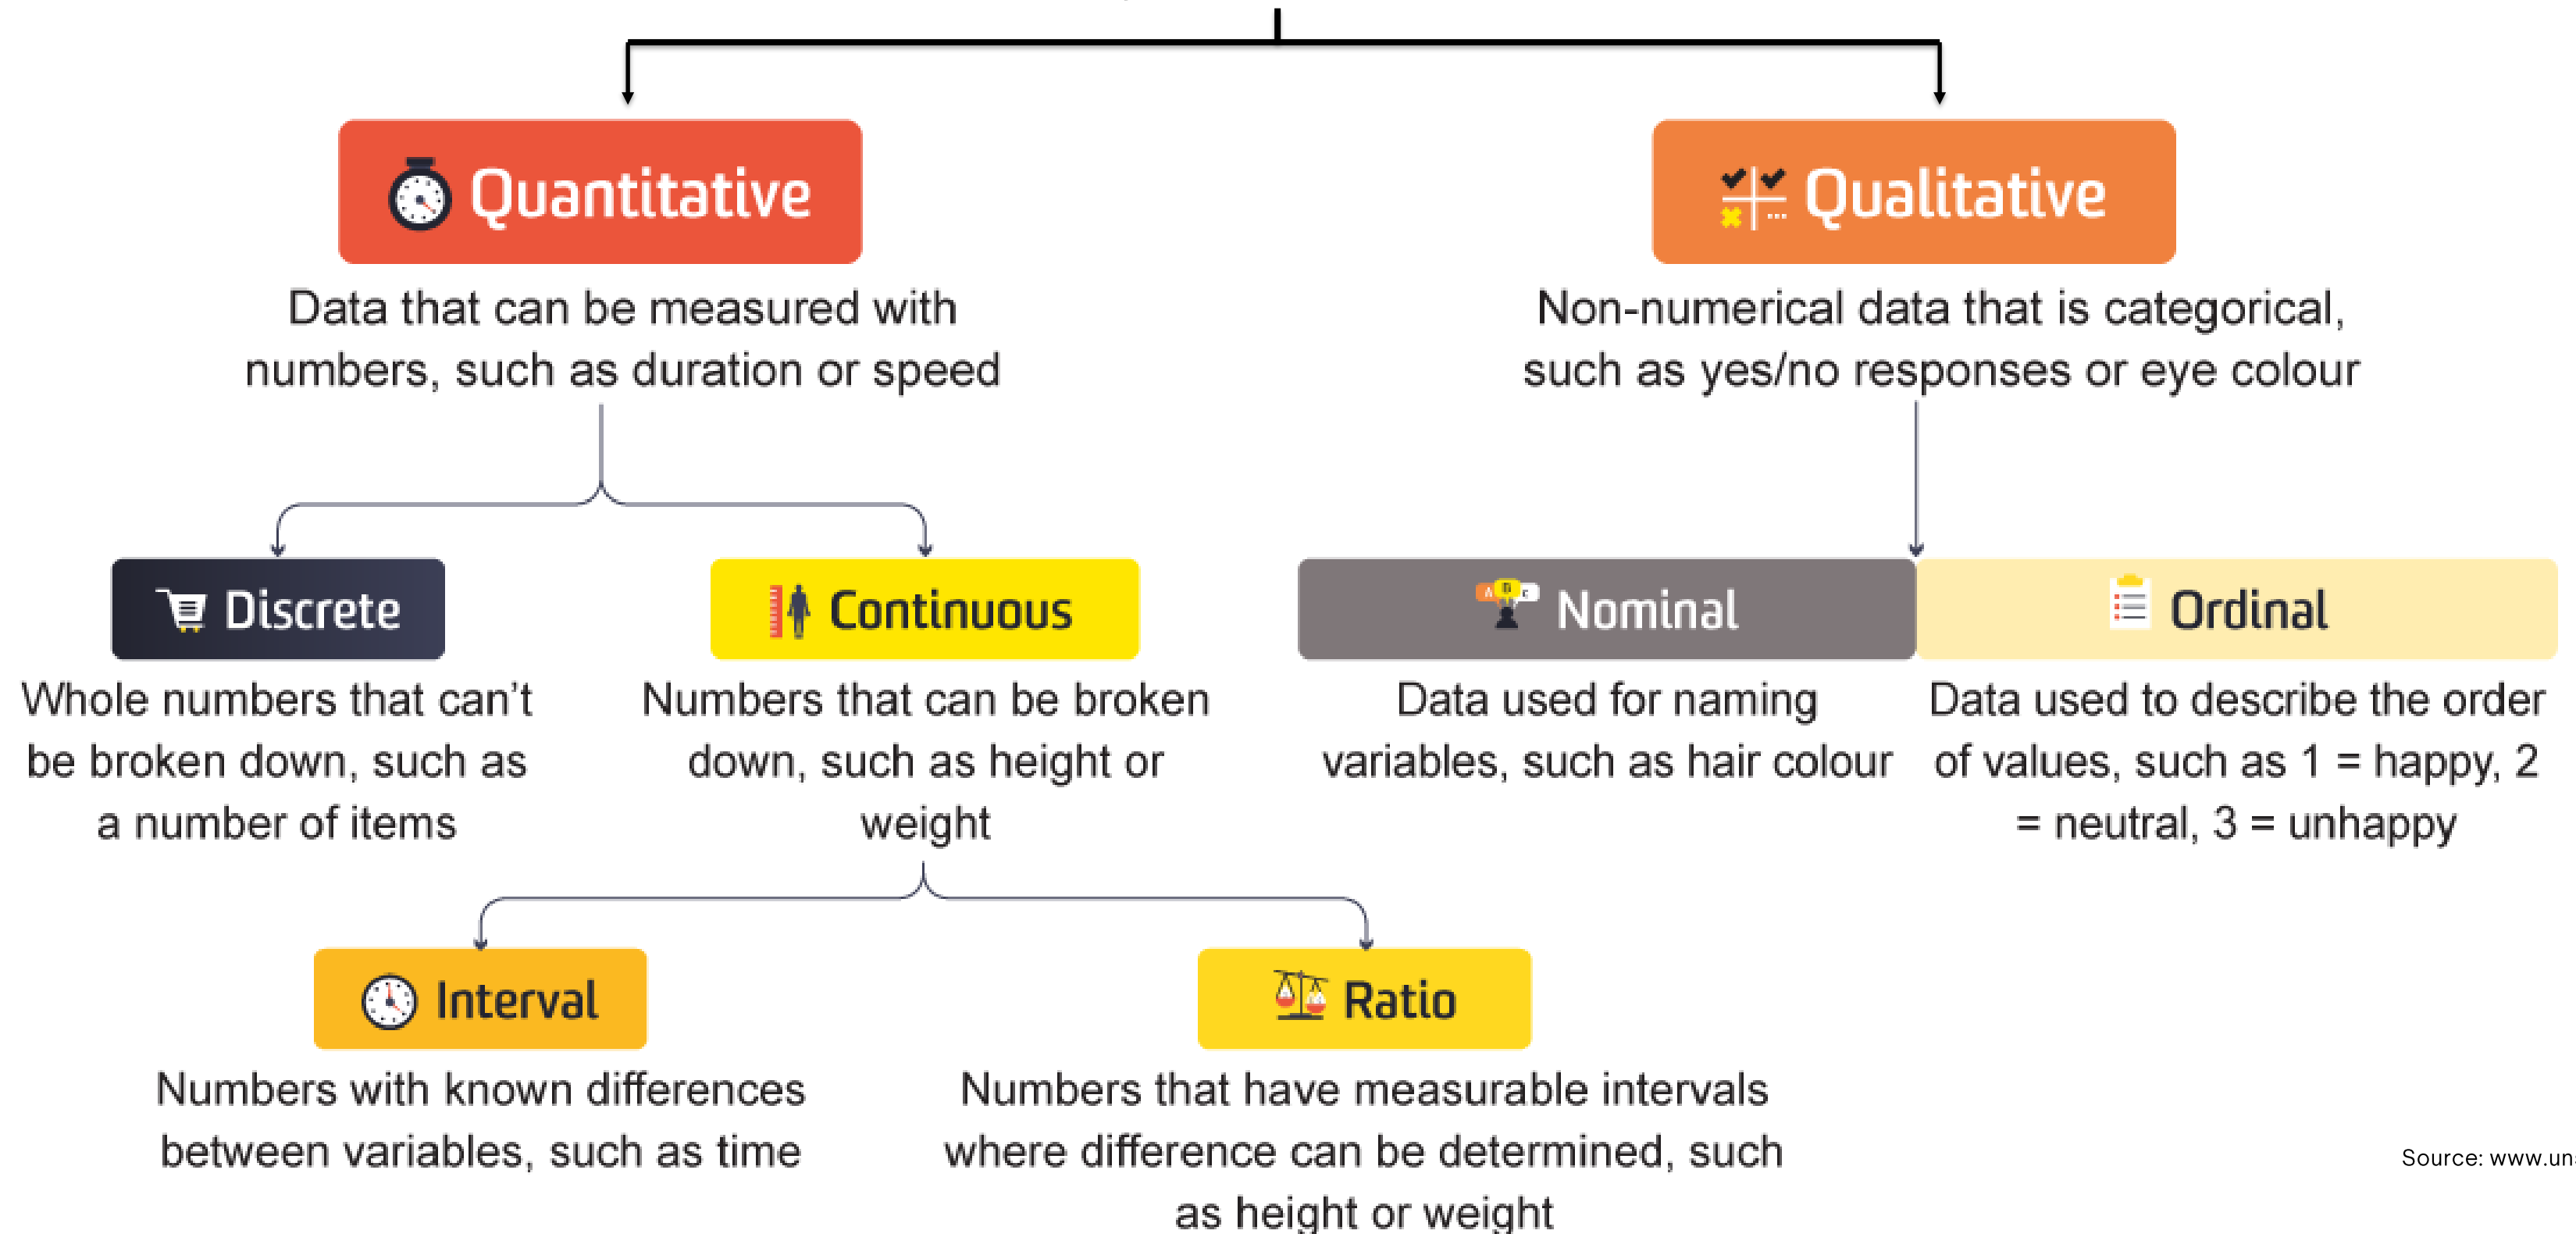 Quantitative
Qualitative
Data that can be measured with
numbers, such as duration or speed
Non-numerical data that is categorical,
such as yes/no responses or eye colour
Discrete
Continuous
A B C
Nominal
Ordinal
Whole numbers that can't
be broken down, such as
a number of items
Numbers that can be broken
down, such as height or
weight
Data used for naming
variables, such as hair colour
Data used to describe the order
of values, such as 1 = happy, 2
= neutral, 3 = unhappy
Interval
Ratio
Numbers with known differences
between variables, such as time
Numbers that have measurable intervals
where difference can be determined, such
as height or weight
Source: www.un